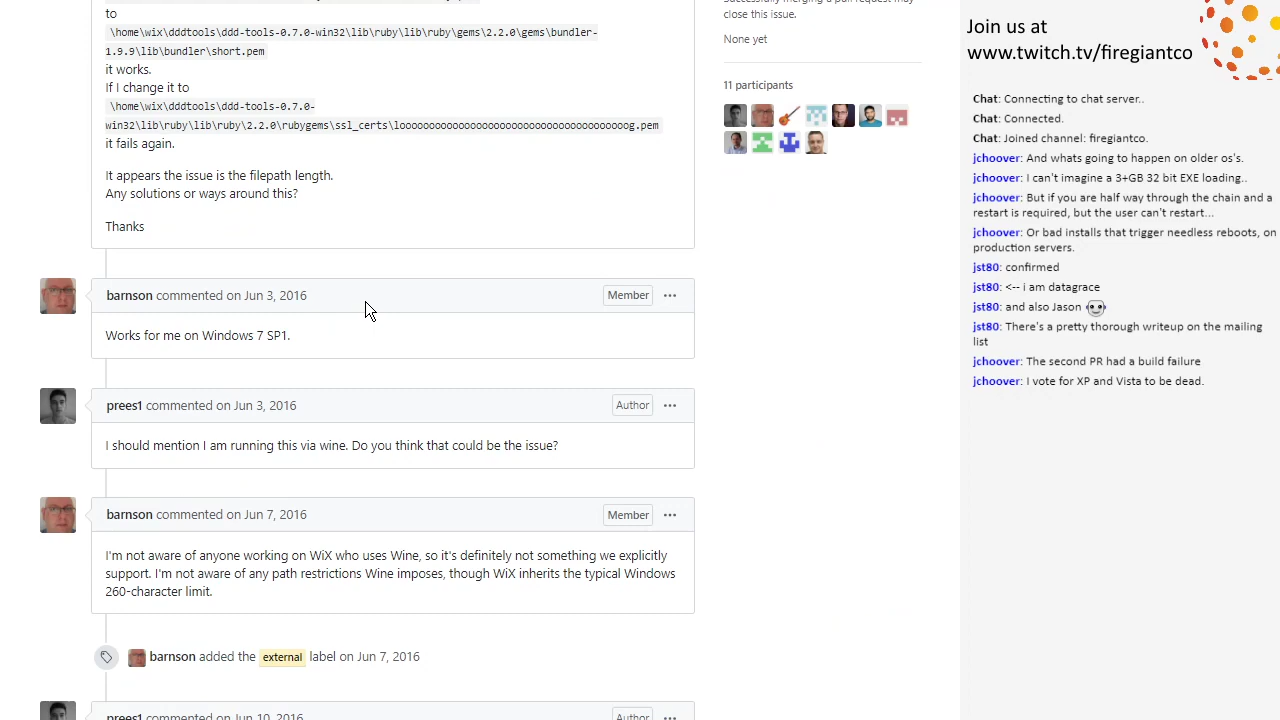 Successfully merging a pull request may
close this issue.
to
\home\wix\dddtools\ddd-tools-0.7.0-win32\lib\ruby\lib\ruby\gems\2.2.0\gems\bundler-
1.9.9\lib\bundler\short.pem
it works.
If I change it to
\home\wix\dddtools\ddd-tools-0.7.0-
win32\lib\ruby\lib\ruby\2.2.0\rubygems\ssl_certs\looooooooooooooooooooooooooooooooooooooog.pem
it fails again.
It appears the issue is the filepath length.
Any solutions or ways around this?
Thanks
None yet
11 participants
barnson commented on Jun 3, 2016
Member
Works for me on Windows 7 SP1.
prees1 commented on Jun 3, 2016
Author
I should mention I am running this via wine. Do you think that could be the issue?
barnson commented on Jun 7, 2016
Member
I'm not aware of anyone working on WiX who uses Wine, so it's definitely not something we explicitly
support. I'm not aware of any path restrictions Wine imposes, though WiX inherits the typical Windows
260-character limit.
barnson added the external label on Jun 7, 2016
prees1 commented on Jun 10, 2016
Author
Join us at
www.twitch.tv/firegiantco
Chat: Connecting to chat server..
Chat: Connected.
Chat: Joined channel: firegiantco.
jchoover: And whats going to happen on older os's.
jchoover: I can't imagine a 3+GB 32 bit EXE loading..
jchoover: But if you are half way through the chain and a
restart is required, but the user can't restart...
jchoover: Or bad installs that trigger needless reboots, on
production servers.
jst80: confirmed
jst80: <-- i am datagrace
jst80: and also Jason
jst80: There's a pretty thorough writeup on the mailing
list
jchoover: The second PR had a build failure
jchoover: I vote for XP and Vista to be dead.